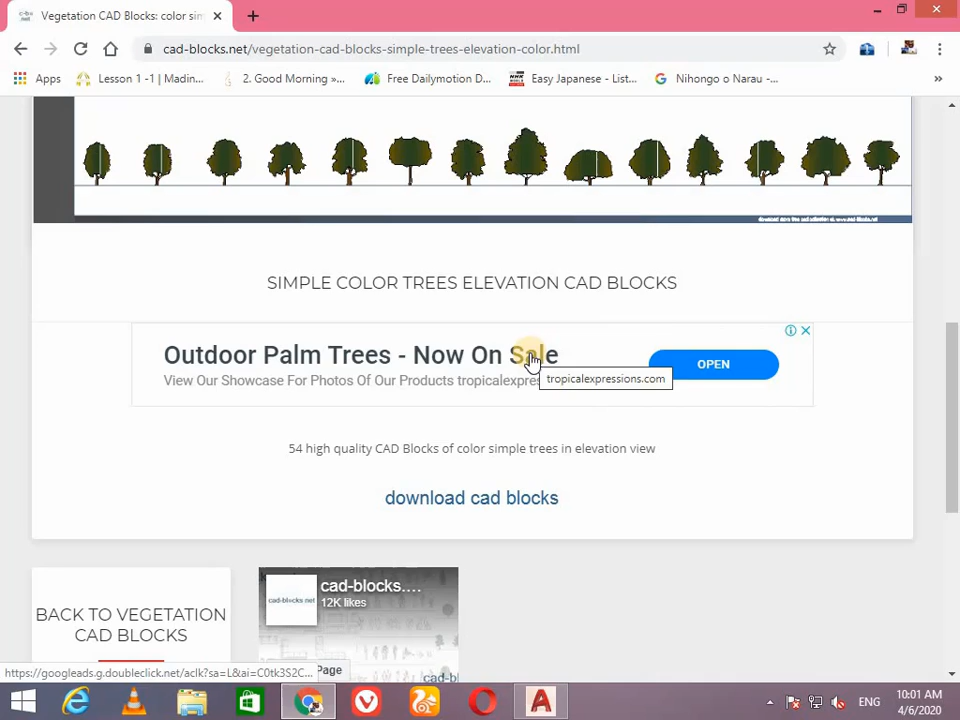 Vegetation CAD Blocks: color sim
cad-blocks.net/vegetation-cad-blocks-simple-trees-elevation-color.html
Apps
Lesson 1 -1 | Madin...
2. Good Morning »...
Free Dailymotion D...
Easy Japanese - List...
Nihongo o Narau -...
»
SIMPLE COLOR TREES ELEVATION CAD BLOCKS
Outdoor Palm Trees - Now On Sale
View Our Showcase For Photos Of Our Products tropicalexpres
OPEN
tropicalexpressions.com
54 high quality CAD Blocks of color simple trees in elevation view
download cad blocks
BACK TO VEGETATION
CAD BLOCKS
cad-blocks....
12K likes
cad-blocks.net
Page
cad-bl
https://googleads.g.doubleclick.net/aclk?sa=L&ai=C0tk3S2C...
ENG
10:01 AM
4/6/2020